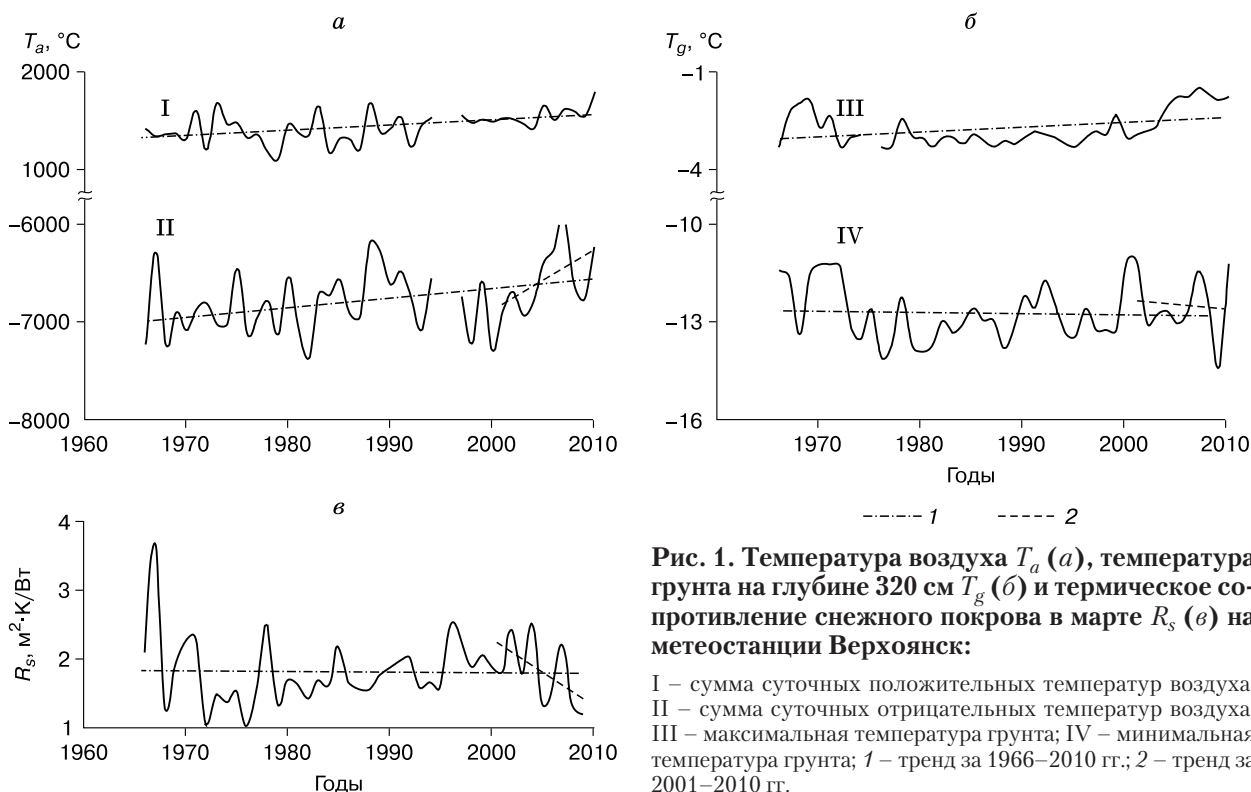 а
T_a, °C
2000
I
1000
-6000
II
-7000
-8000
1960 1970 1980 1990 2000 2010
б
T_g, °C
-1
III
-4
-10
IV
-13
-16
1970 1980 1990 2000 2010
Годы
1 2
в
4
3
2
1
R_s, м²·К/Вт
1960 1970 1980 1990 2000 2010
Годы
Рис. 1. Температура воздуха T_a (а), температура
грунта на глубине 320 см T_g (б) и термическое со-
противление снежного покрова в марте R_s (в) на
метеостанции Верхоянск:
I – сумма суточных положительных температур воздуха
II – сумма суточных отрицательных температур воздуха
III – максимальная температура грунта; IV – минимальная
температура грунта; 1 – тренд за 1966–2010 гг.; 2 – тренд за
2001–2010 гг.